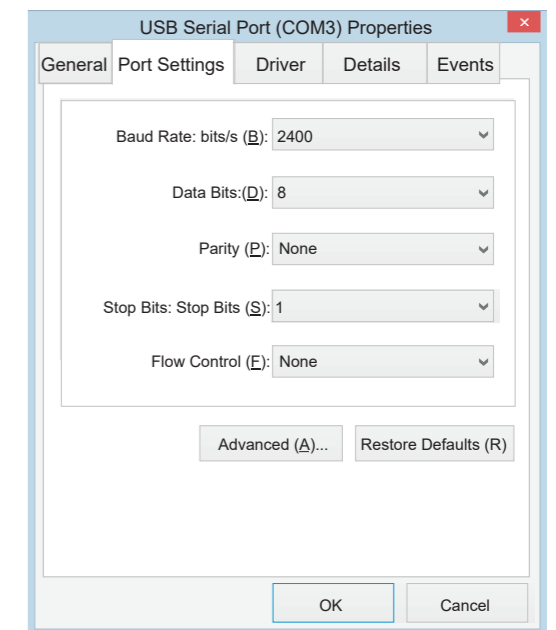 USB Serial Port (COM3) Properties
×
General Port Settings Driver Details Events
Baud Rate: bits/s (B): 2400
Data Bits:(D): 8
Parity (P): None
Stop Bits: Stop Bits (S): 1
Flow Control (F): None
Advanced (A)... Restore Defaults (R)
OK Cancel